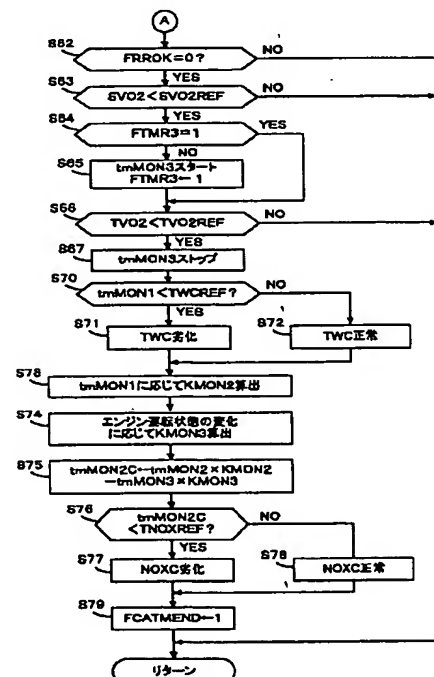 A
S62
FRROK=0?
NO
YES
S63
SVO2<SVO2REF
NO
YES
S64
FTMR3=1
YES
NO
S65
tmMON3スタート
FTMR3←1
S66
TVO2<TVO2REF
NO
YES
S67
tmMON3ストップ
S70
tmMON1<TWCREF?
NO
YES
S71
TWC劣化
S72
TWC正常
S73
tmMON1に応じてKMON2算出
S74
エンジン運転状態の変化
に応じてKMON3算出
S75
tmMON2C←tmMON2×KMON2
－tmMON3×KMON3
S76
tmMON2C
<TNOXREF?
NO
YES
S77
NOXC劣化
S78
NOXC正常
S79
FCATMEND←1
リターン